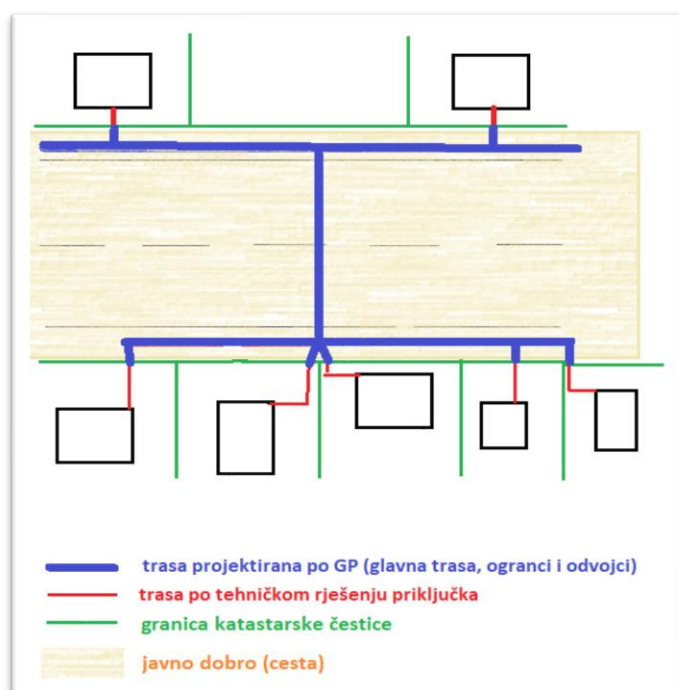 trasa projektirana po GP (glavna trasa, ogranci i odvojci)
trasa po tehničkom rješenju priključka
granica katastarske čestice
javno dobro (cesta)